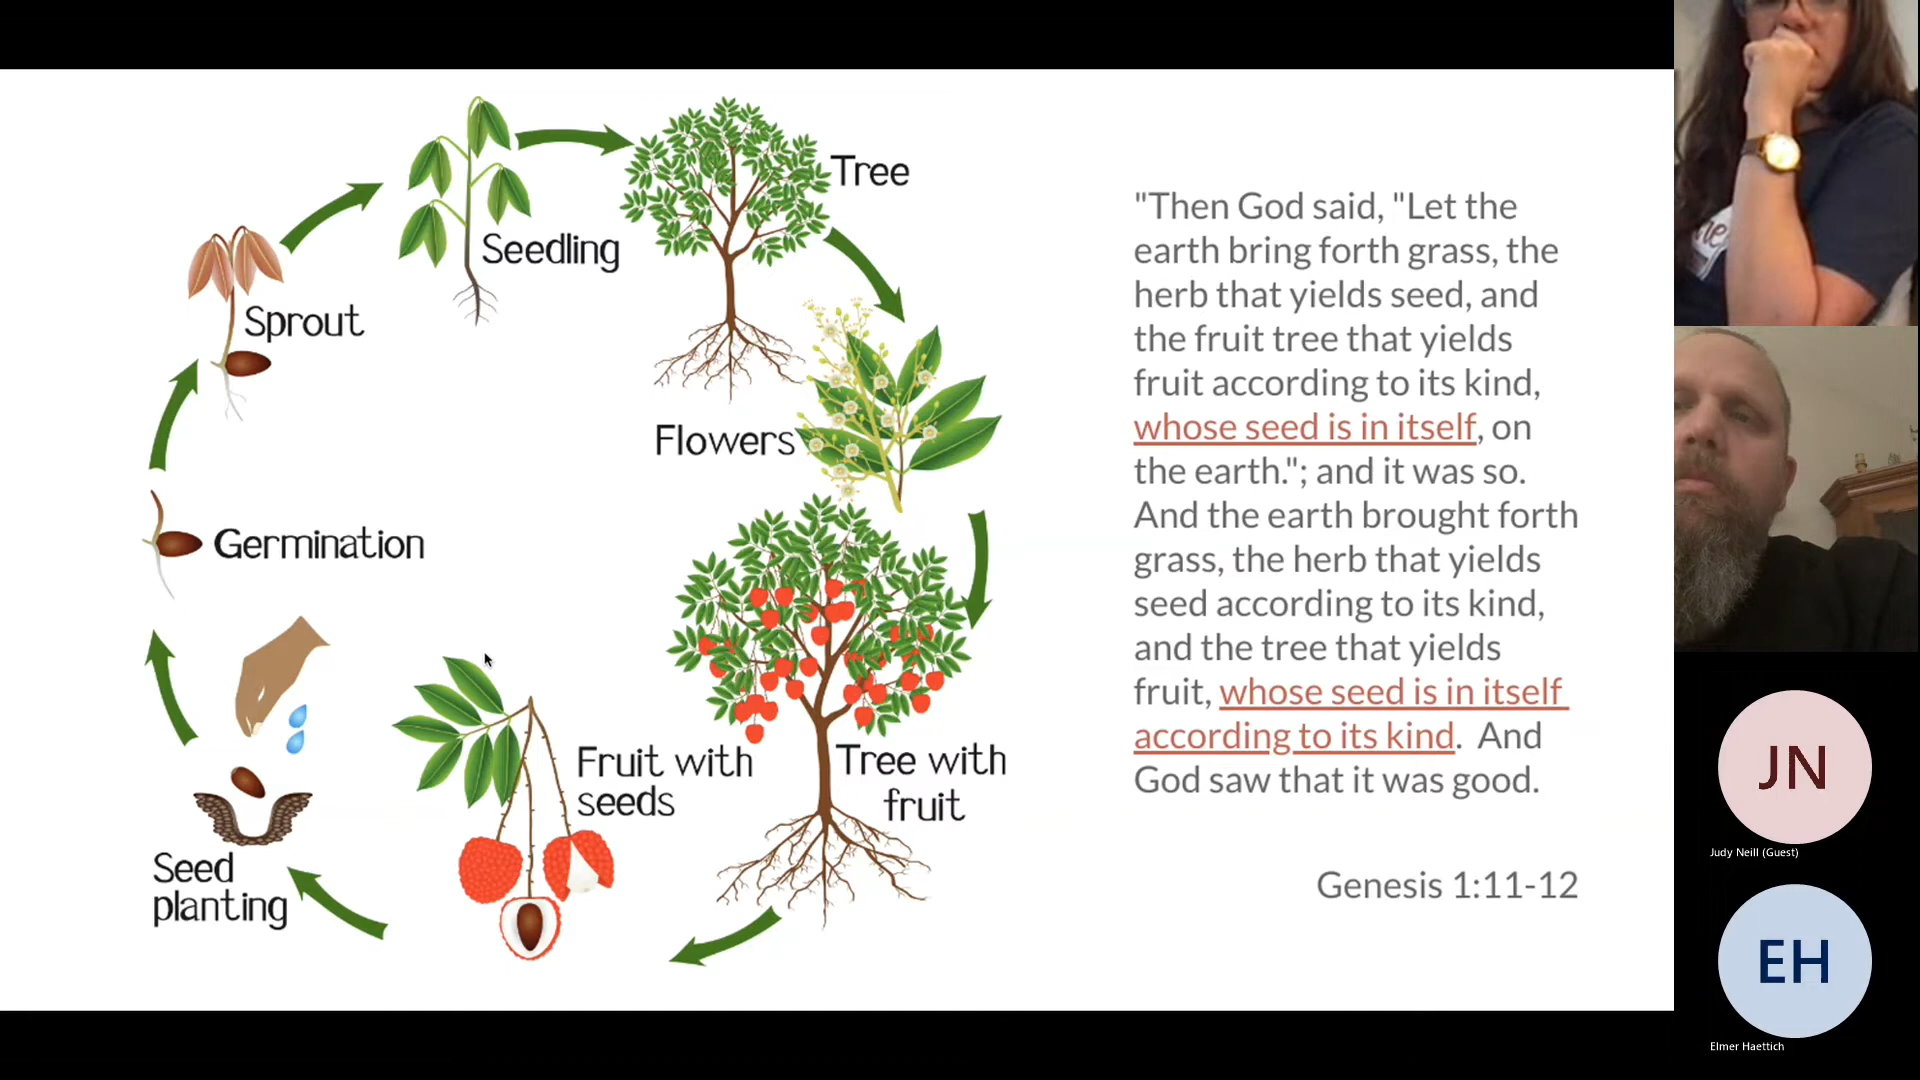 Tree
Seedling
Sprout
Flowers
Germination
Fruit with
seeds
Tree with
fruit
Seed
planting
"Then God said, "Let the
earth bring forth grass, the
herb that yields seed, and
the fruit tree that yields
fruit according to its kind,
whose seed is in itself, on
the earth."; and it was so.
And the earth brought forth
grass, the herb that yields
seed according to its kind,
and the tree that yields
fruit, whose seed is in itself
according to its kind.  And
God saw that it was good.
Genesis 1:11-12
JN
Judy Neill (Guest)
EH
Elmer Haettich